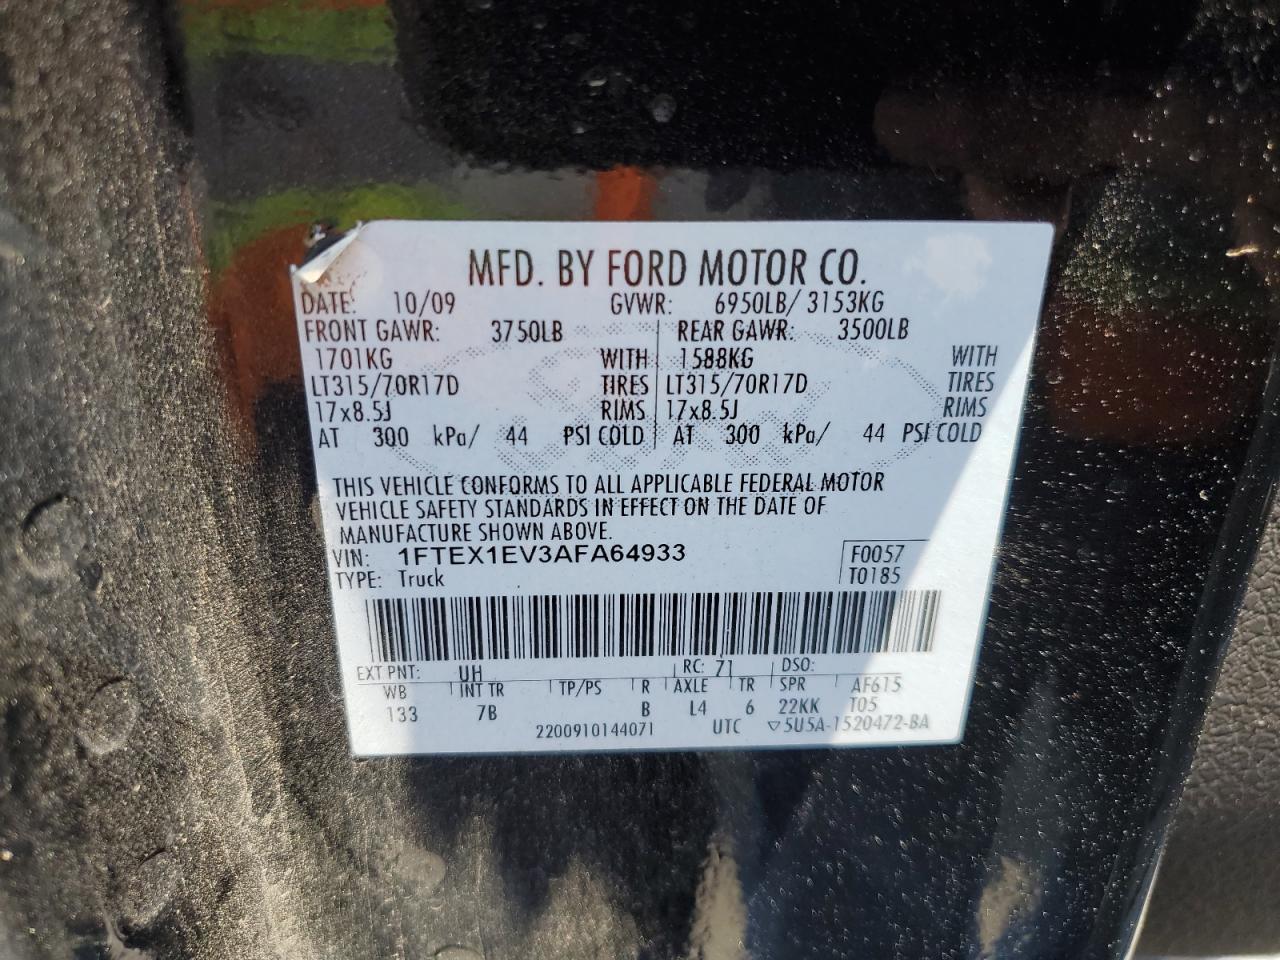 MFD. BY FORD MOTOR CO.
DATE: 10/09 GVWR: 6950LB/ 3153KG
FRONT GAWR: 3750LB REAR GAWR: 3500LB
1701KG WITH 1588KG WITH
LT315/70R17D TIRES LT315/70R17D TIRES
17x8.5J RIMS 17x8.5J RIMS
AT 300 kPa/ 44 PSI COLD AT 300 kPa/ 44 PSI COLD
THIS VEHICLE CONFORMS TO ALL APPLICABLE FEDERAL MOTOR
VEHICLE SAFETY STANDARDS IN EFFECT ON THE DATE OF
MANUFACTURE SHOWN ABOVE.
VIN: 1FTEX1EV3AFA64933 F0057
TYPE: Truck T0185
EXT PNT: UH RC: 71 DSO:
WB INT TR TP/PS R AXLE TR SPR AF615
133 7B B L4 6 22KK T05
2200910144071 UTC ▽5U5A-1520472-BA